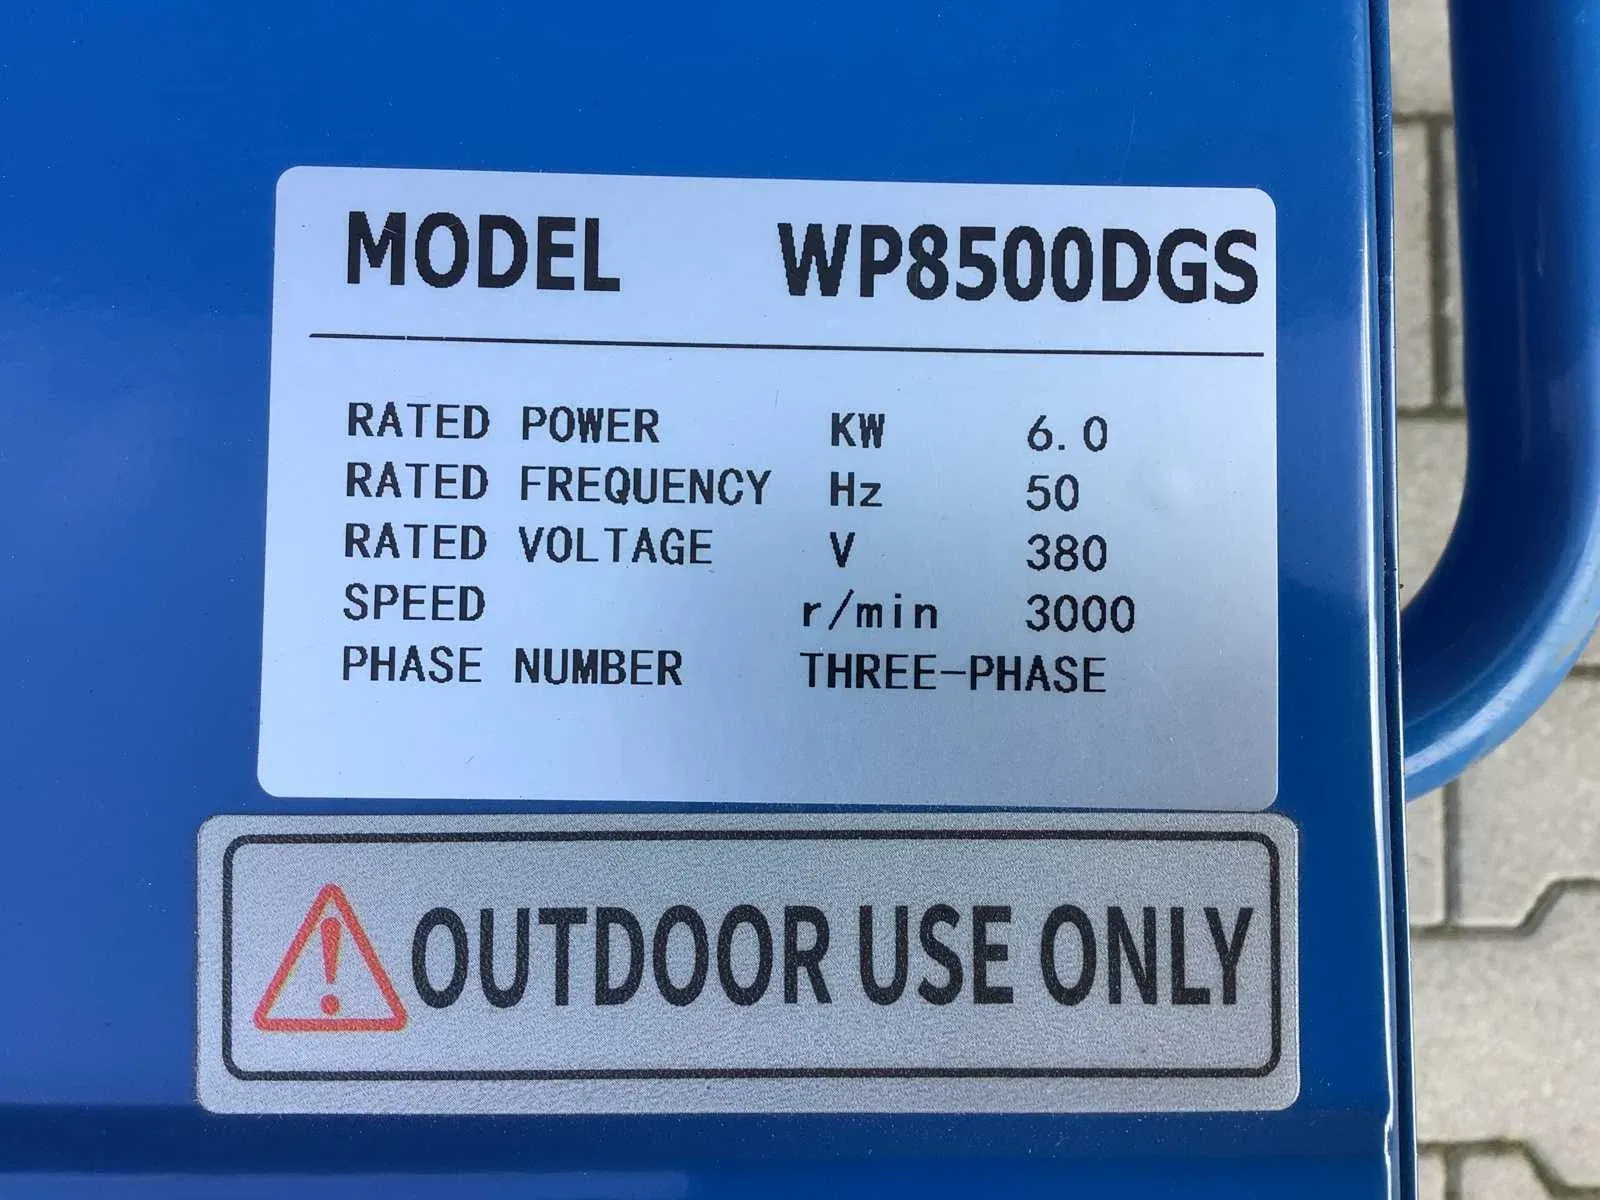 MODEL WP8500DGS
RATED POWER KW 6.0
RATED FREQUENCY Hz 50
RATED VOLTAGE V 380
SPEED r/min 3000
PHASE NUMBER THREE-PHASE
OUTDOOR USE ONLY